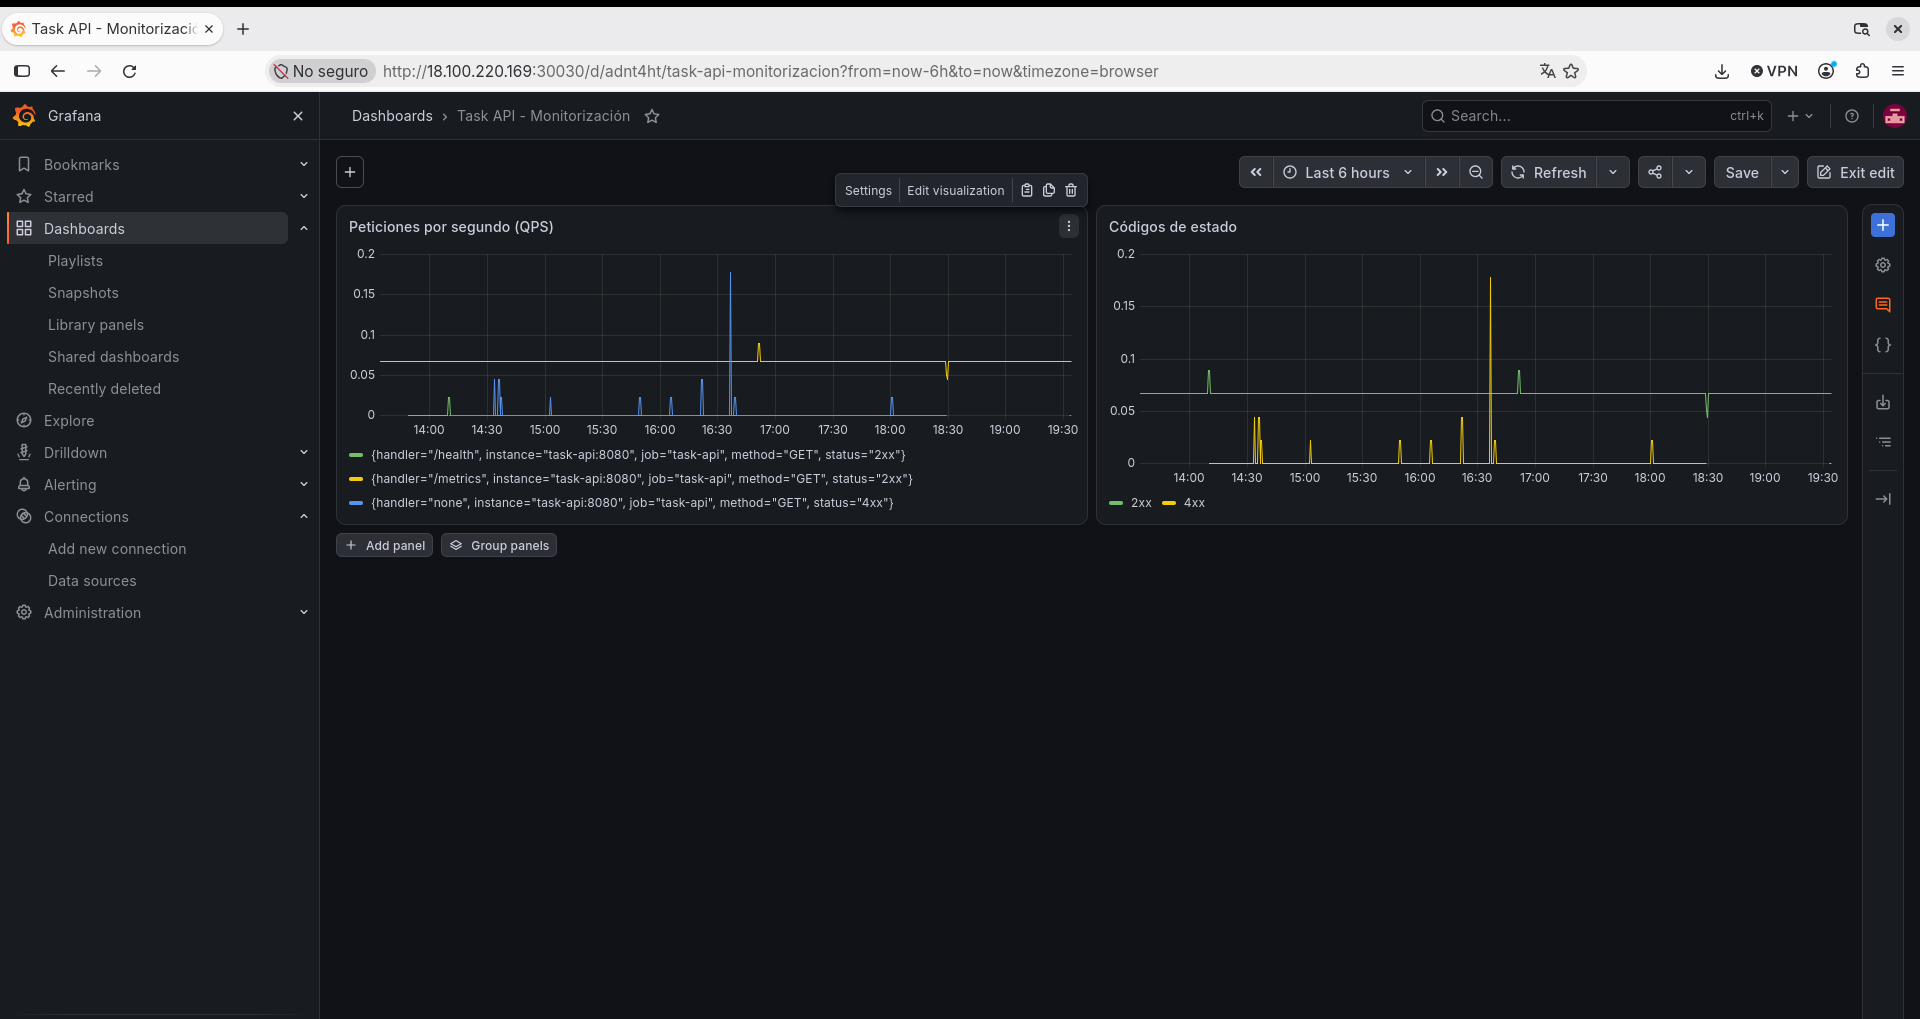 Task API - Monitorizació
No seguro
http://18.100.220.169:30030/d/adnt4ht/task-api-monitorizacion?from=now-6h&to=now&timezone=browser
VPN
Grafana
Dashboards › Task API - Monitorización
Search... ctrl+k
Bookmarks
Starred
Dashboards
Playlists
Snapshots
Library panels
Shared dashboards
Recently deleted
Explore
Drilldown
Alerting
Connections
Add new connection
Data sources
Administration
Last 6 hours
Refresh
Save
Exit edit
Settings Edit visualization
Peticiones por segundo (QPS)
0.2
0.15
0.1
0.05
0
14:00 14:30 15:00 15:30 16:00 16:30 17:00 17:30 18:00 18:30 19:00 19:30
{handler="/health", instance="task-api:8080", job="task-api", method="GET", status="2xx"}
{handler="/metrics", instance="task-api:8080", job="task-api", method="GET", status="2xx"}
{handler="none", instance="task-api:8080", job="task-api", method="GET", status="4xx"}
Códigos de estado
0.2
0.15
0.1
0.05
0
14:00 14:30 15:00 15:30 16:00 16:30 17:00 17:30 18:00 18:30 19:00 19:30
2xx 4xx
Add panel
Group panels